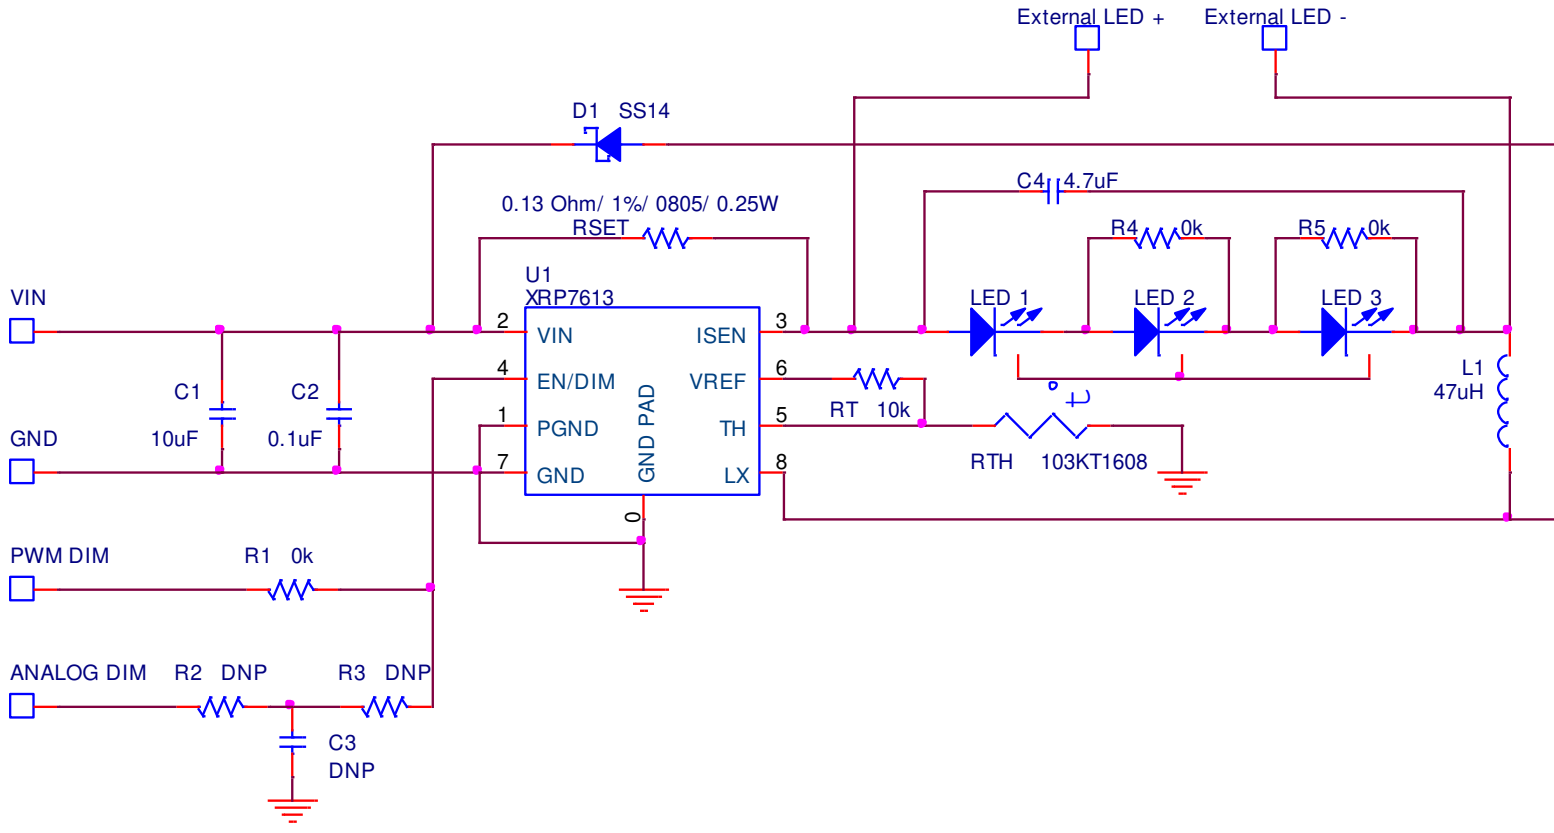 External LED + External LED -
D1 SS14
C4 4.7uF
0.13 Ohm/ 1%/ 0805/ 0.25W
RSET
R4 0k R5 0k
U1
XRP7613
VIN
LED 1 LED 2 LED 3
2 VIN ISEN 3
4 EN/DIM VREF 6
L1
47uH
C1
10uF
C2
0.1uF
RT 10k
t
GND
1 PGND TH 5
7 GND LX 8
GND PAD
0
RTH 103KT1608
PWM DIM R1 0k
ANALOG DIM R2 DNP R3 DNP
C3
DNP